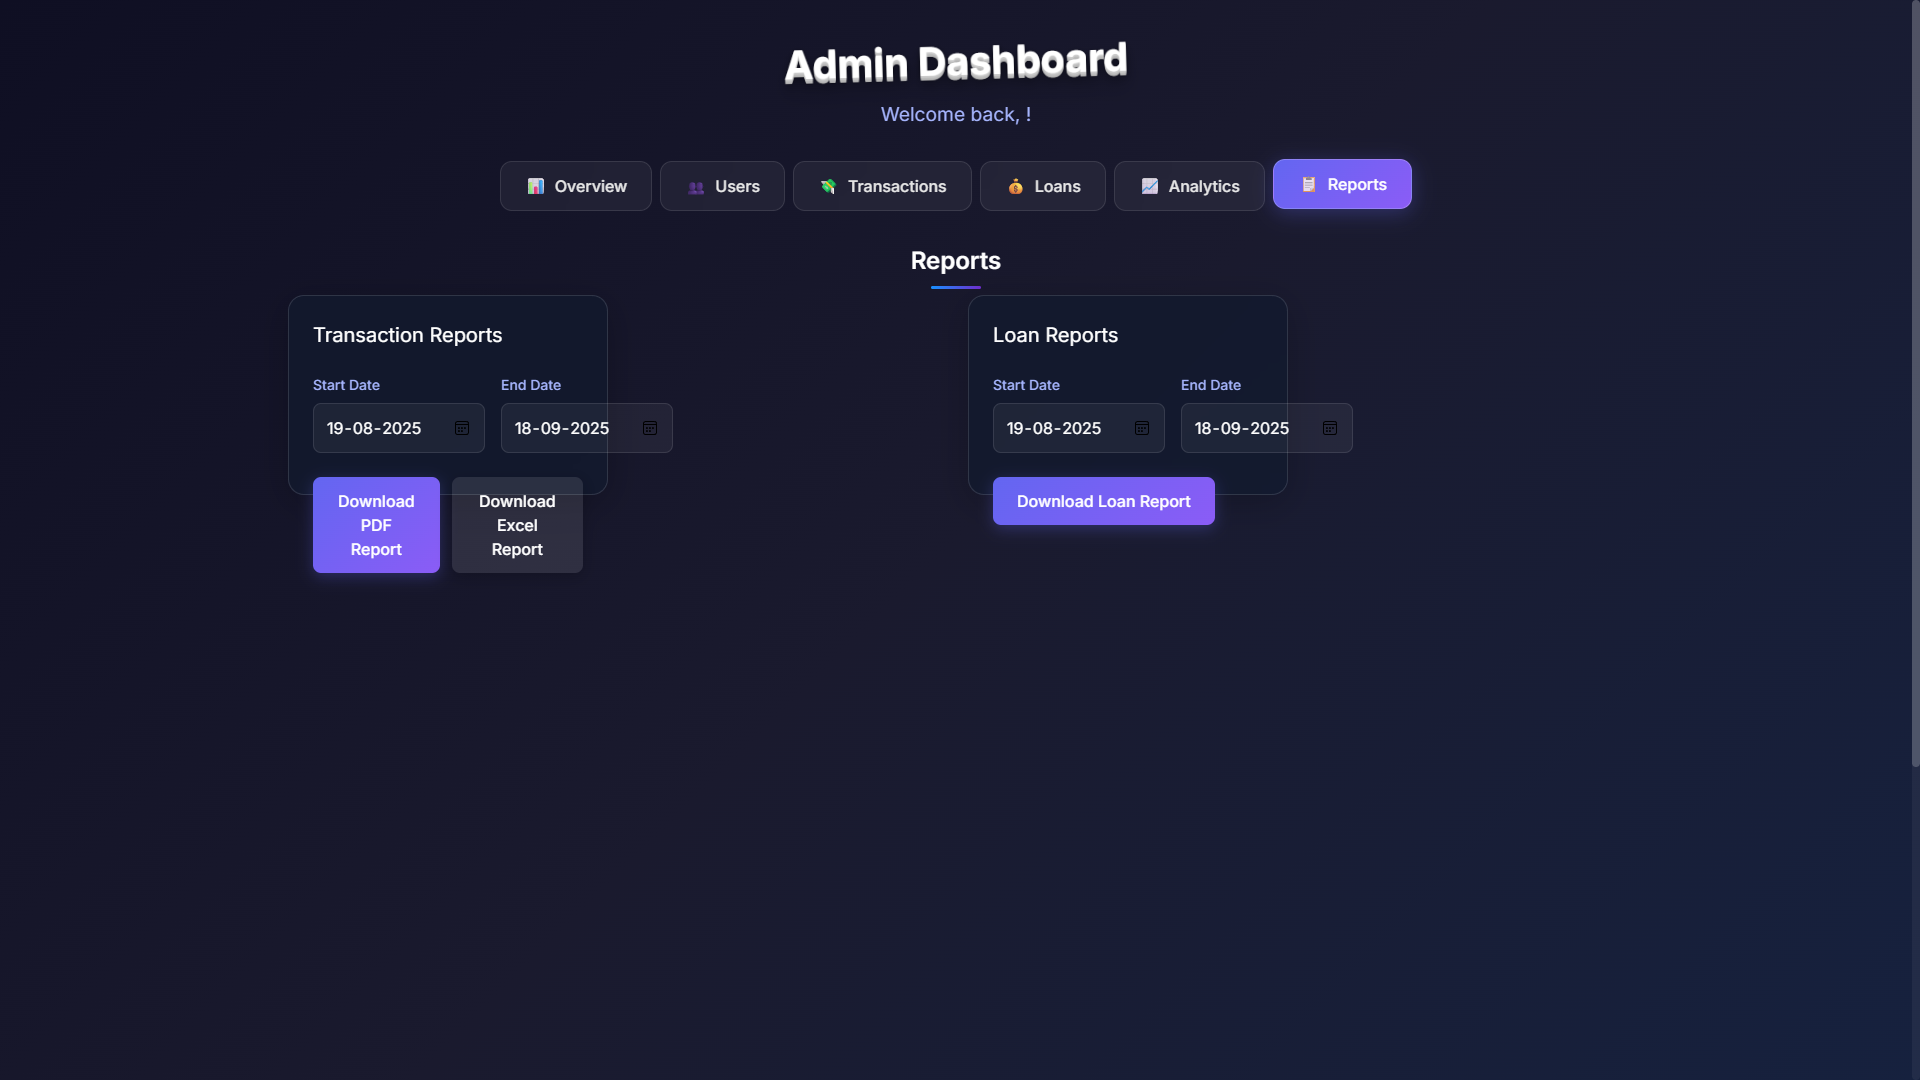 Admin Dashboard
Welcome back, !
Overview
Users
Transactions
Loans
Analytics
Reports
Reports
Transaction Reports
Start Date
End Date
19-08-2025
18-09-2025
Download
PDF
Report
Download
Excel
Report
Loan Reports
Start Date
End Date
19-08-2025
18-09-2025
Download Loan Report